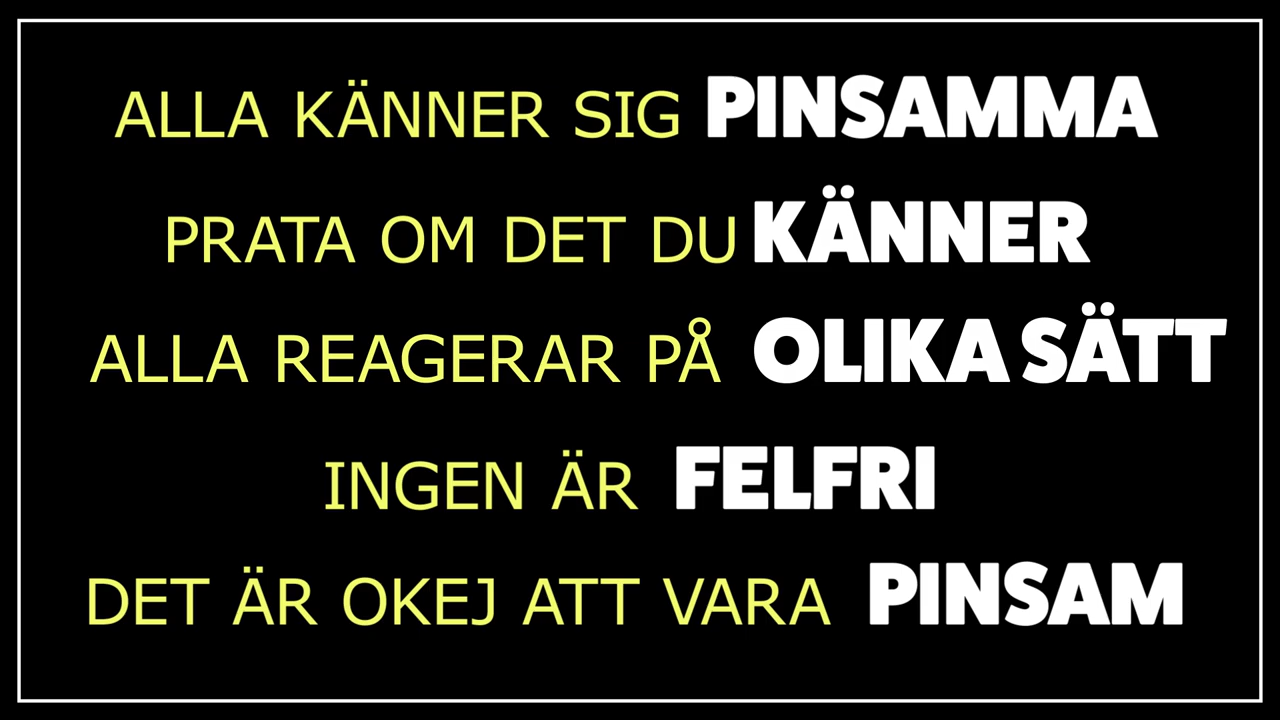 ALLA KÄNNER SIG PINSAMMA
PRATA OM DET DU KÄNNER
ALLA REAGERAR PÅ OLIKA SÄTT
INGEN ÄR FELFRI
DET ÄR OKEJ ATT VARA PINSAM